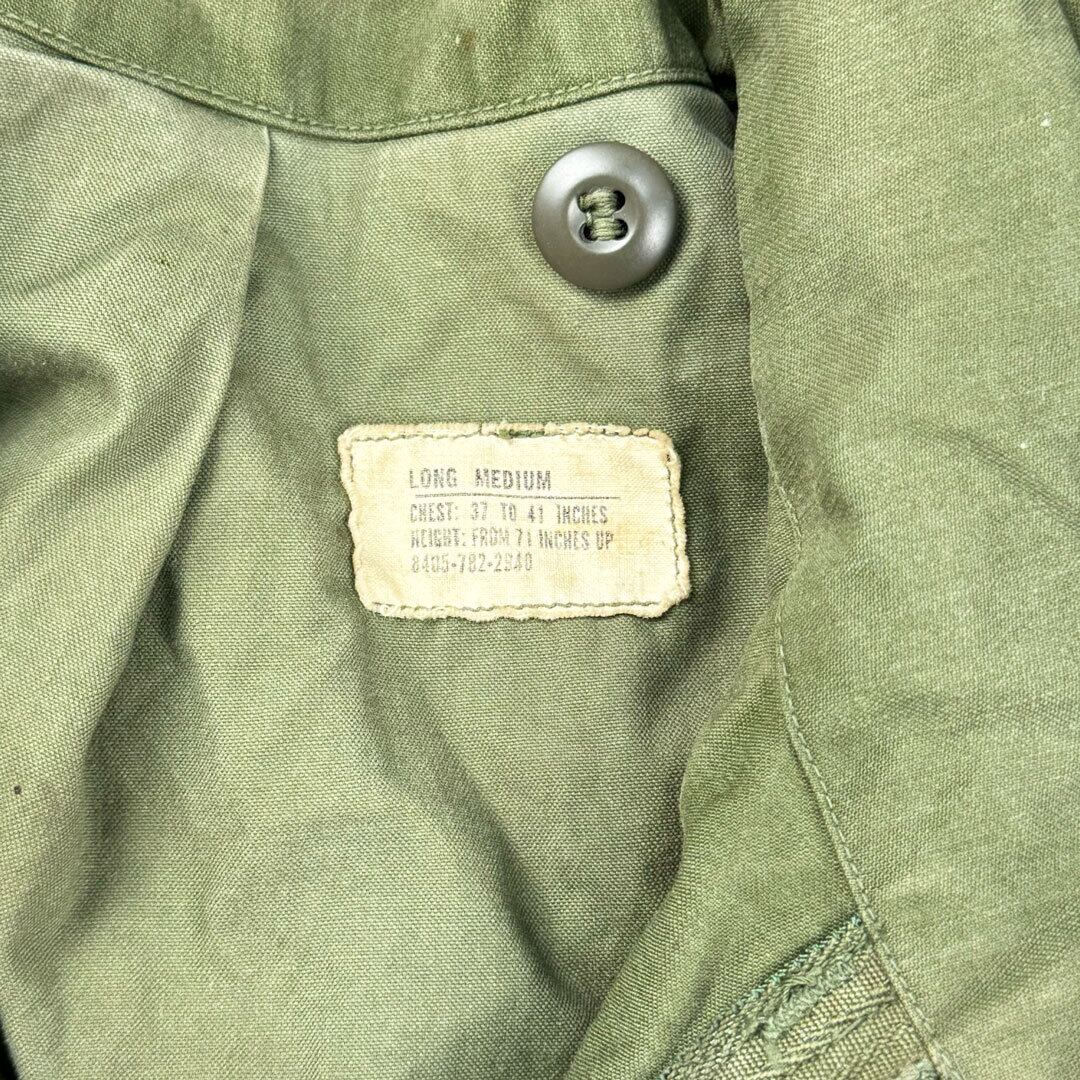 LONG MEDIUM
CHEST: 37 TO 41 INCHES
HEIGHT: FROM 71 INCHES UP
8405-782-2940